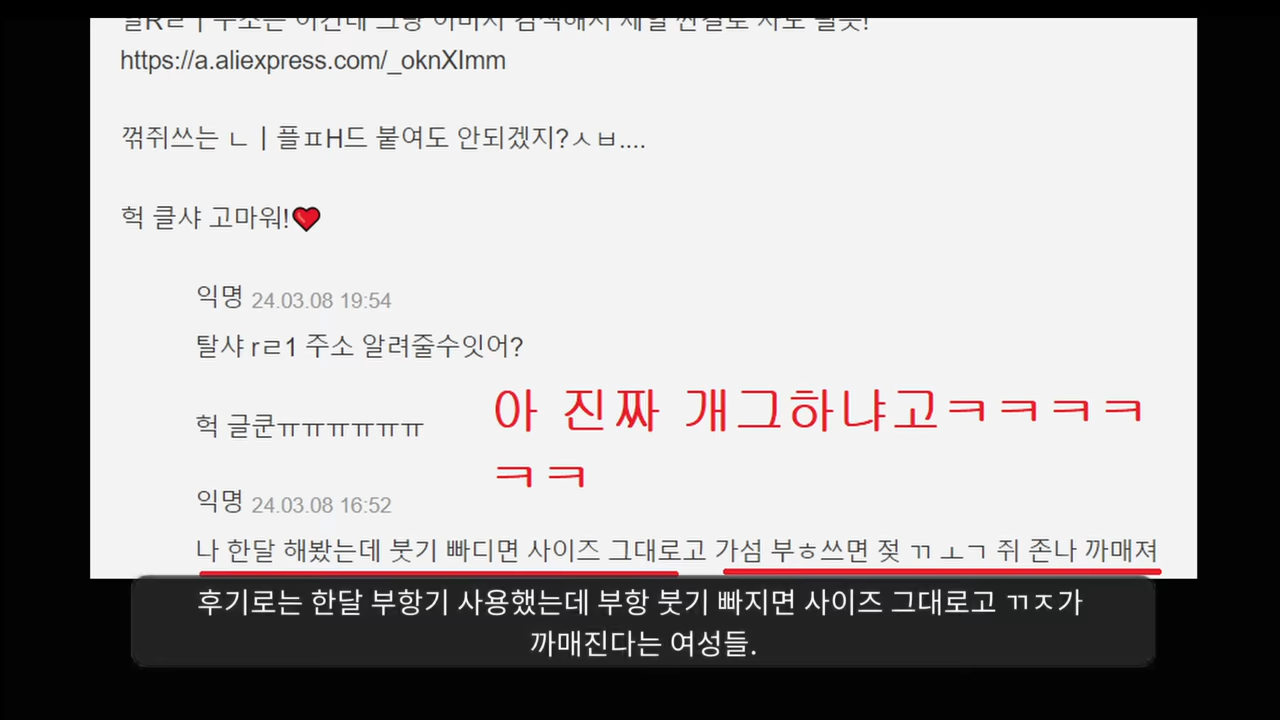 https://a.aliexpress.com/_oknXImm
꺾쥐쓰는 ㄴㅣ플ㅍH드 붙여도 안되겠지?ㅅㅂ....
헉 클샤 고마워!❤️
익명 24.03.08 19:54
탈샤 rㄹ1 주소 알려줄수잇어?
헉 글쿤ㅠㅠㅠㅠㅠㅠ
아 진짜 개그하냐고ㅋㅋㅋㅋ
ㅋㅋ
익명 24.03.08 16:52
나 한달 해봤는데 붓기 빠디면 사이즈 그대로고 가섬 부ㅎ쓰면 젖 ㄲ ㅗㄱ 쥐 존나 까매져
후기로는 한달 부항기 사용했는데 부항 붓기 빠지면 사이즈 그대로고 ㄲㅈ가
까매진다는 여성들.